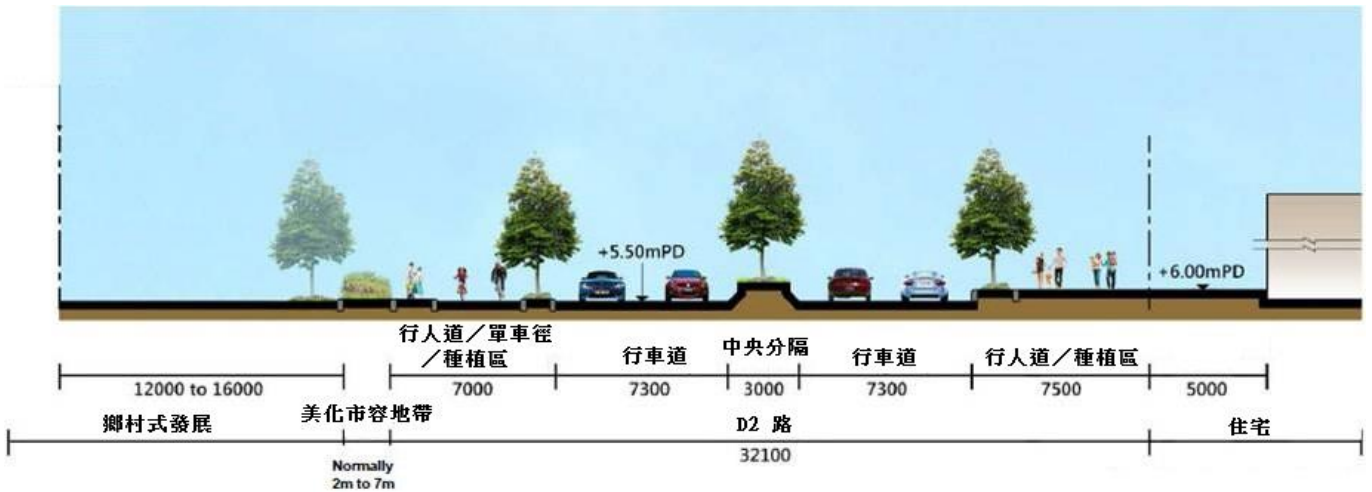 +5.50mPD
+6.00mPD
行人道／單車徑
／種植區
行車道
中央分隔
行車道
行人道／種植區
12000 to 16000
7000
7300
3000
7300
7500
5000
鄉村式發展
美化市容地帶
D2 路
住宅
32100
Normally
2m to 7m